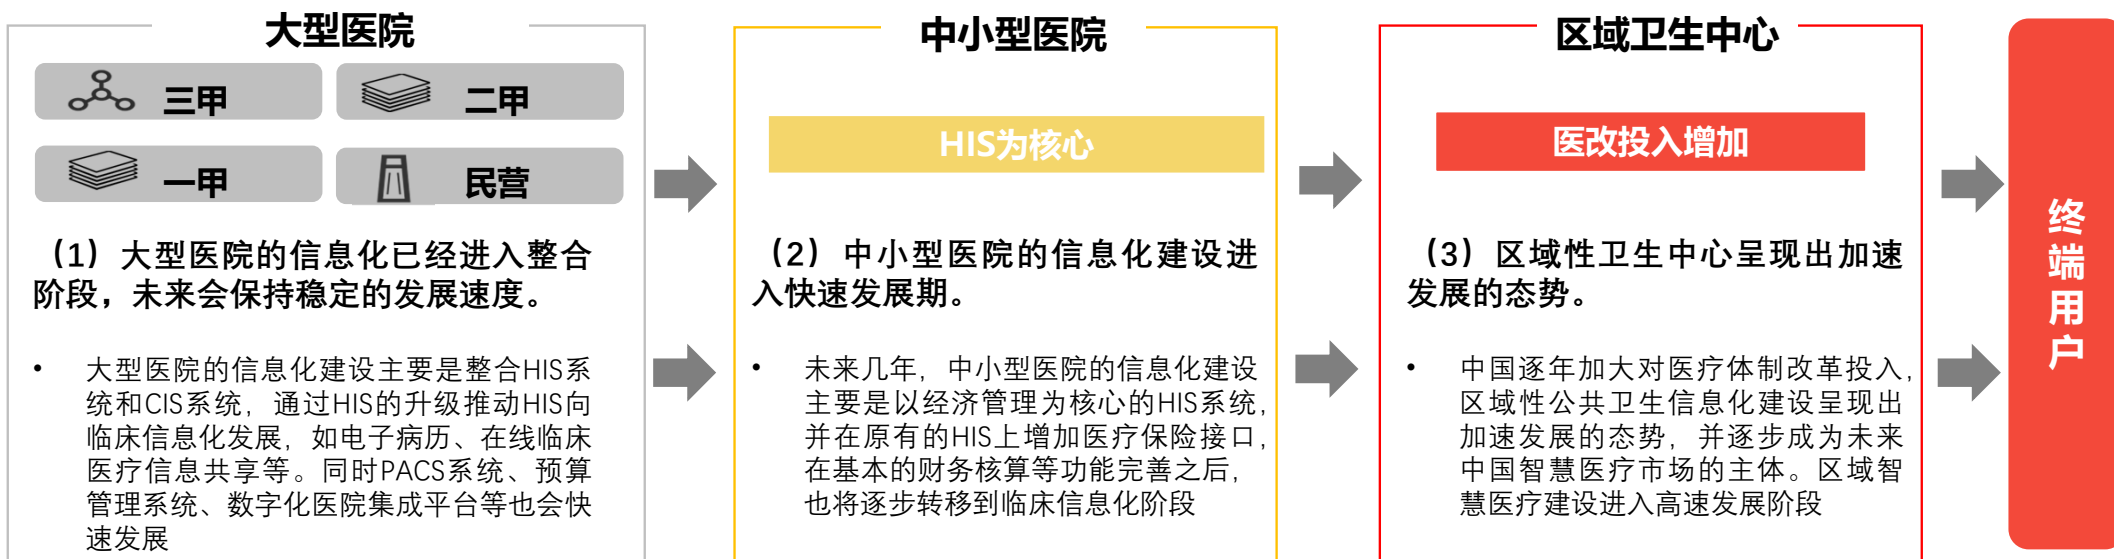 大型医院
三甲
二甲
一甲
民营
（1）大型医院的信息化已经进入整合
阶段，未来会保持稳定的发展速度。
• 大型医院的信息化建设主要是整合HIS系
统和CIS系统，通过HIS的升级推动HIS向
临床信息化发展，如电子病历、在线临床
医疗信息共享等。同时PACS系统、预算
管理系统、数字化医院集成平台等也会快
速发展
中小型医院
HIS为核心
（2）中小型医院的信息化建设进
入快速发展期。
• 未来几年，中小型医院的信息化建设
主要是以经济管理为核心的HIS系统，
并在原有的HIS上增加医疗保险接口，
在基本的财务核算等功能完善之后，
也将逐步转移到临床信息化阶段
区域卫生中心
医改投入增加
（3）区域性卫生中心呈现出加速
发展的态势。
• 中国逐年加大对医疗体制改革投入，
区域性公共卫生信息化建设呈现出
加速发展的态势，并逐步成为未来
中国智慧医疗市场的主体。区域智
慧医疗建设进入高速发展阶段
终端用户